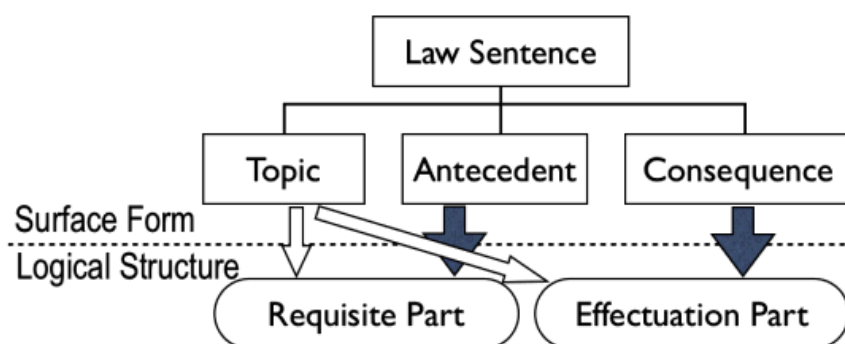 Law Sentence
Topic
Antecedent
Consequence
Surface Form
Logical Structure
Requisite Part
Effectuation Part